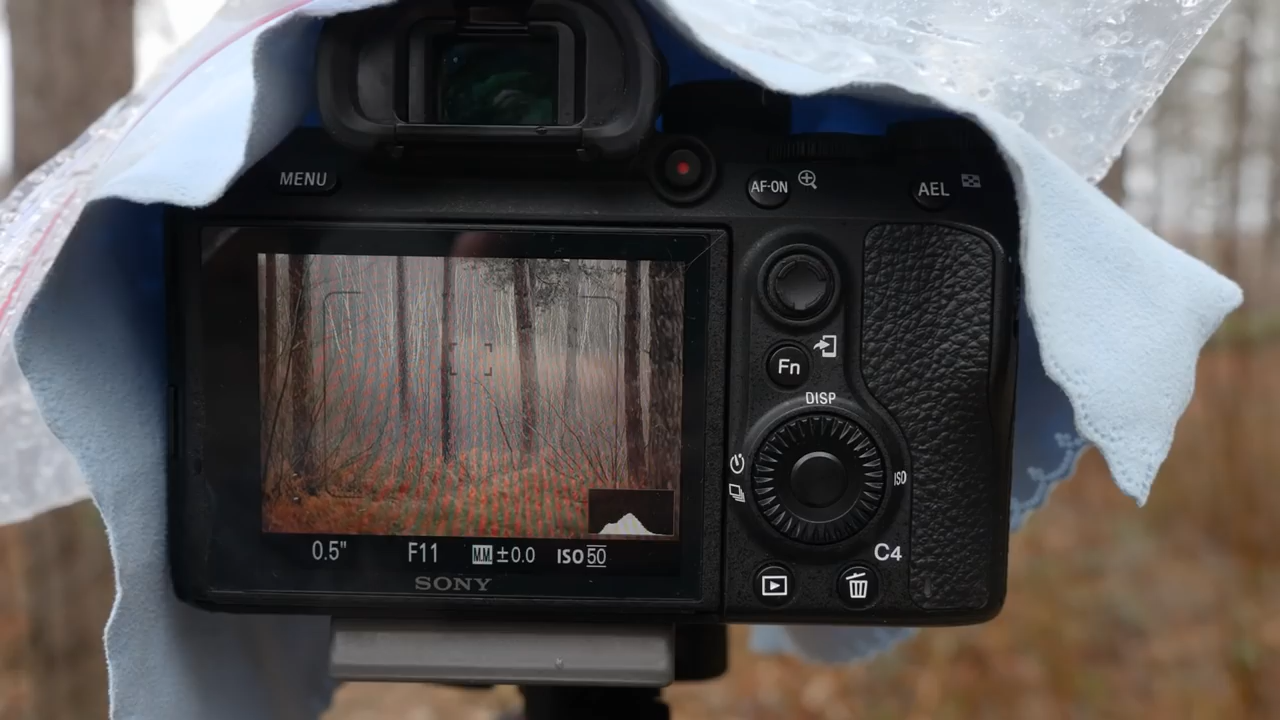 MENU
AF-ON
AEL
Fn
DISP
ISO
C4
0.5" F11 M.M. ±0.0 ISO 50
SONY